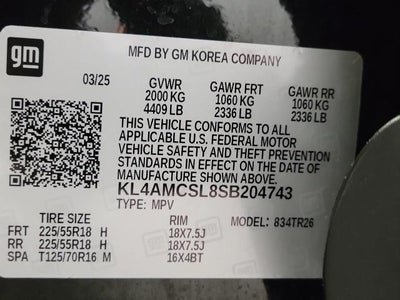 gm
MFD BY GM KOREA COMPANY
03/25 GVWR GAWR FRT GAWR RR
2000 KG 1060 KG 1060 KG
4409 LB 2336 LB 2336 LB
THIS VEHICLE CONFORMS TO ALL
APPLICABLE U.S. FEDERAL MOTOR
VEHICLE SAFETY AND THEFT PREVENTION
STANDARDS IN EFFECT ON THE DATE OF
MANUFACTURE SHOWN ABOVE.
KL4AMCSL8SB204743
TYPE: MPV
TIRE SIZE RIM MODEL: 834TR26
FRT 225/55R18 H 18X7.5J
RR 225/55R18 H 18X7.5J
SPA T125/70R16 M 16X4BT